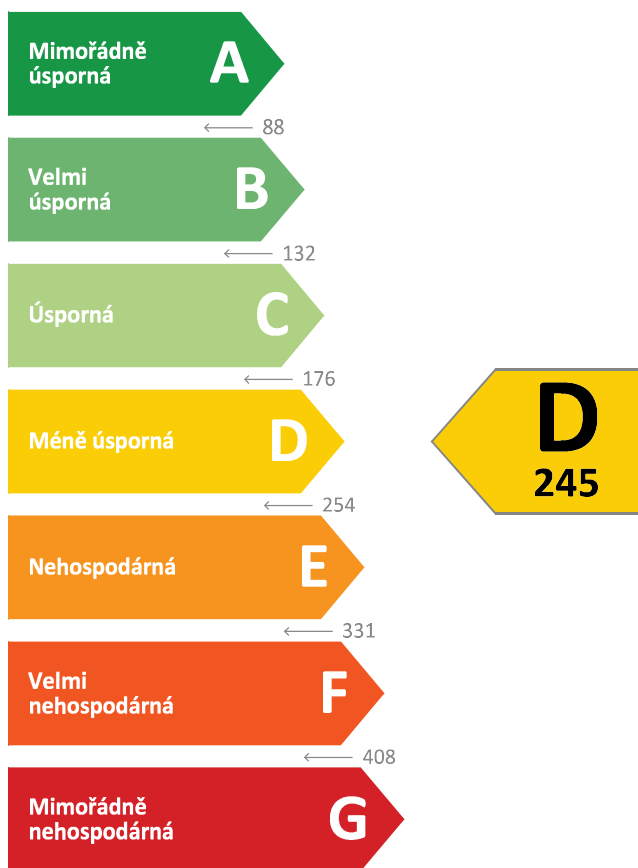 Mimořádně
úsporná
A
88
Velmi
úsporná
B
132
Úsporná
C
176
Méně úsporná
D
D
245
254
Nehospodárná
E
331
Velmi
nehospodárná
F
408
Mimořádně
nehospodárná
G